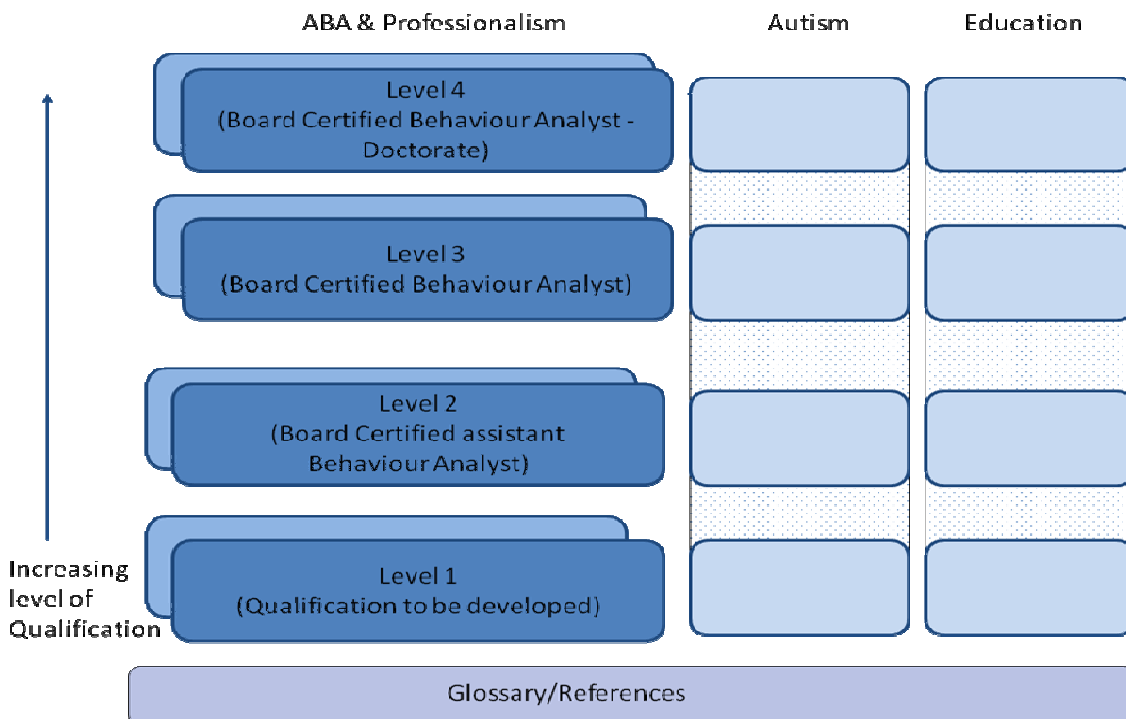 ABA & Professionalism
Autism
Education
Level 4
(Board Certified Behaviour Analyst -
Doctorate)
Level 3
(Board Certified Behaviour Analyst)
Level 2
(Board Certified assistant
Behaviour Analyst)
Level 1
(Qualification to be developed)
Increasing
level of
Qualification
Glossary/References